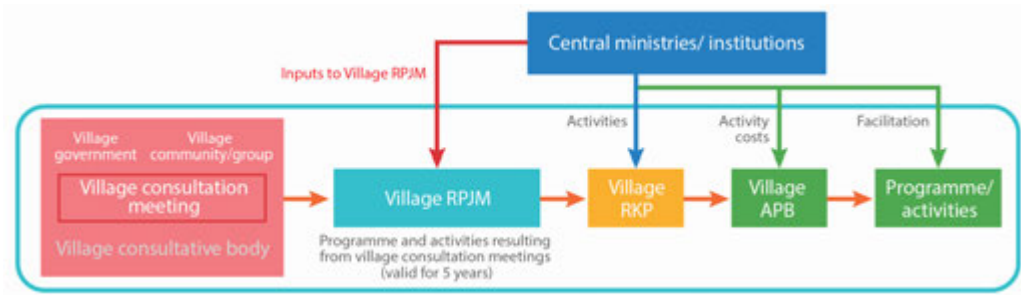 Central ministries/ institutions
Inputs to Village RPJM
Activities
Activity
costs
Facilitation
Village
government
Village
community/group
Village consultation
meeting
Village consultative body
Village RPJM
Village
RKP
Village
APB
Programme/
activities
Programme and activities resulting
from village consultation meetings
(valid for 5 years)